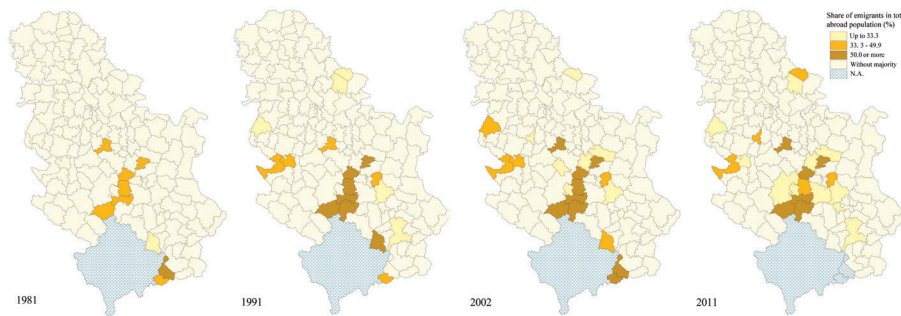 Share of emigrants in tot
abroad population (%)
Up to 33.3
33. 3 - 49.9
50.0 or more
Without majority
N.A.
1981
1991
2002
2011